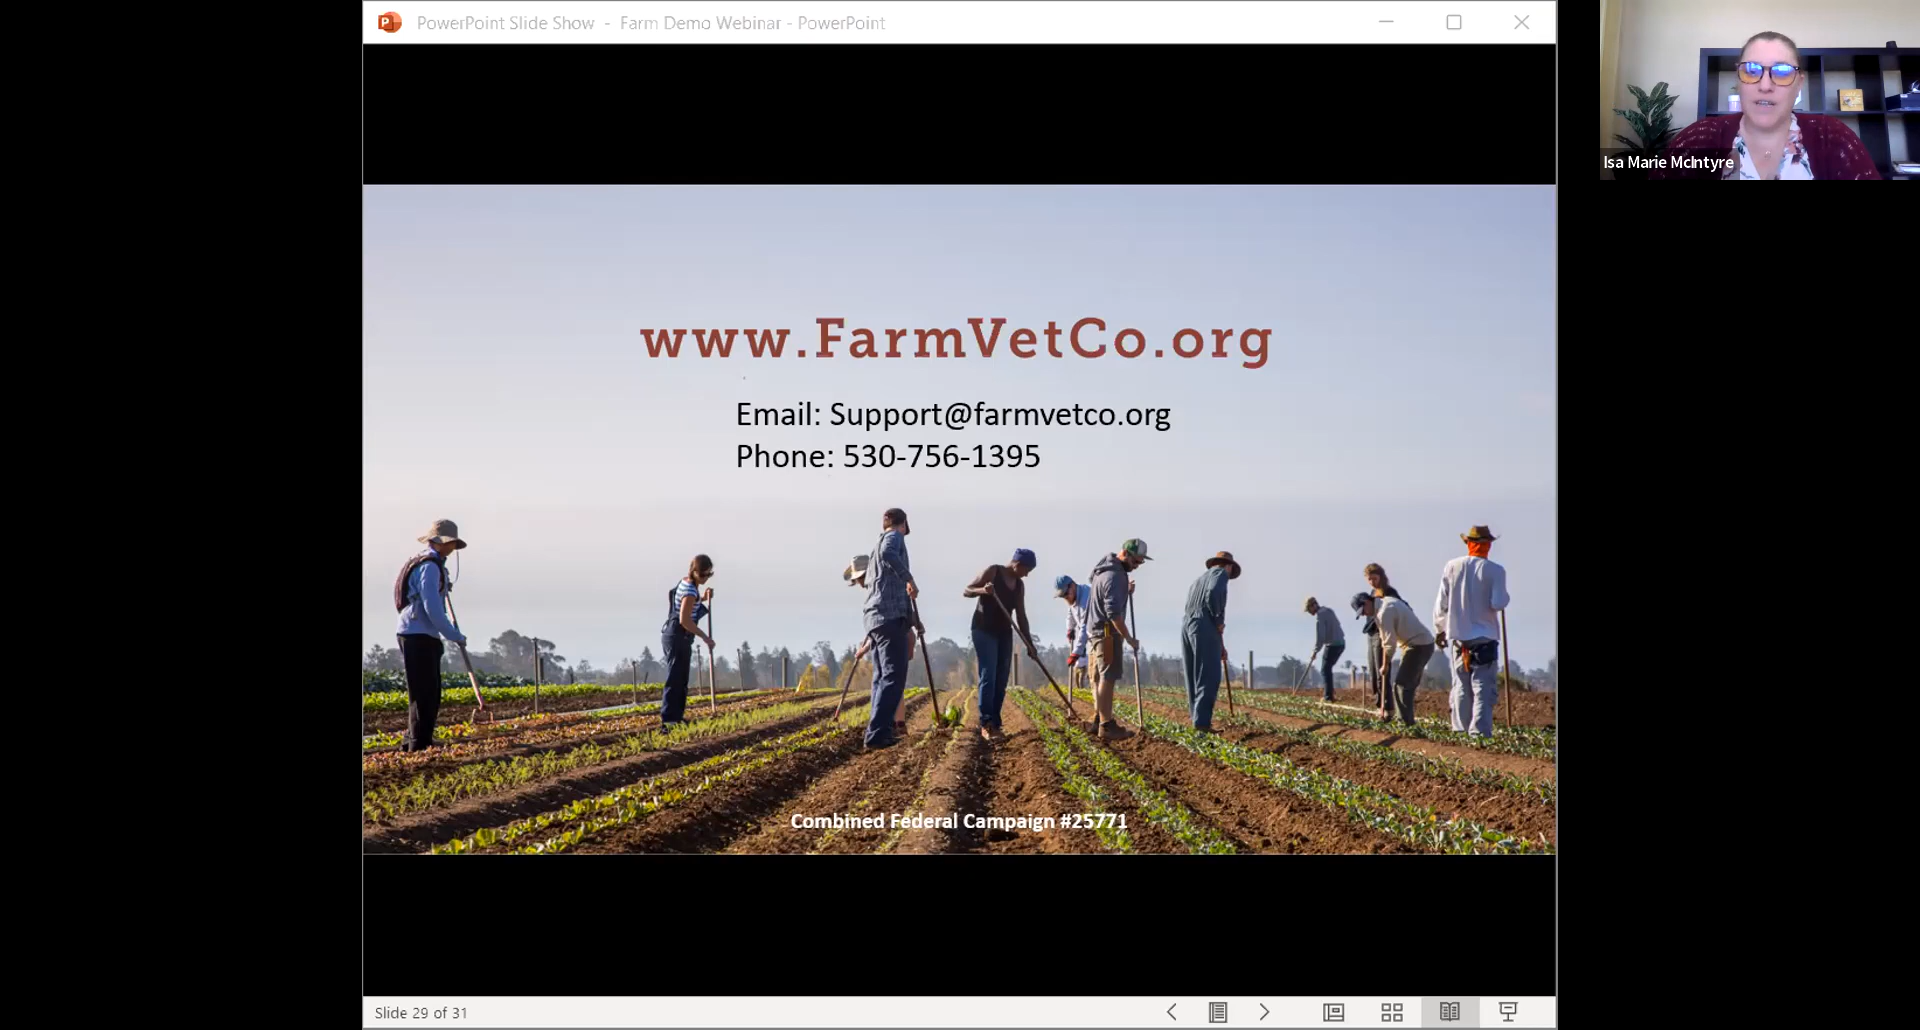 PowerPoint Slide Show - Farm Demo Webinar - PowerPoint
Isa Marie McIntyre
www.FarmVetCo.org
Email: Support@farmvetco.org
Phone: 530-756-1395
Combined Federal Campaign #25771
Slide 29 of 31